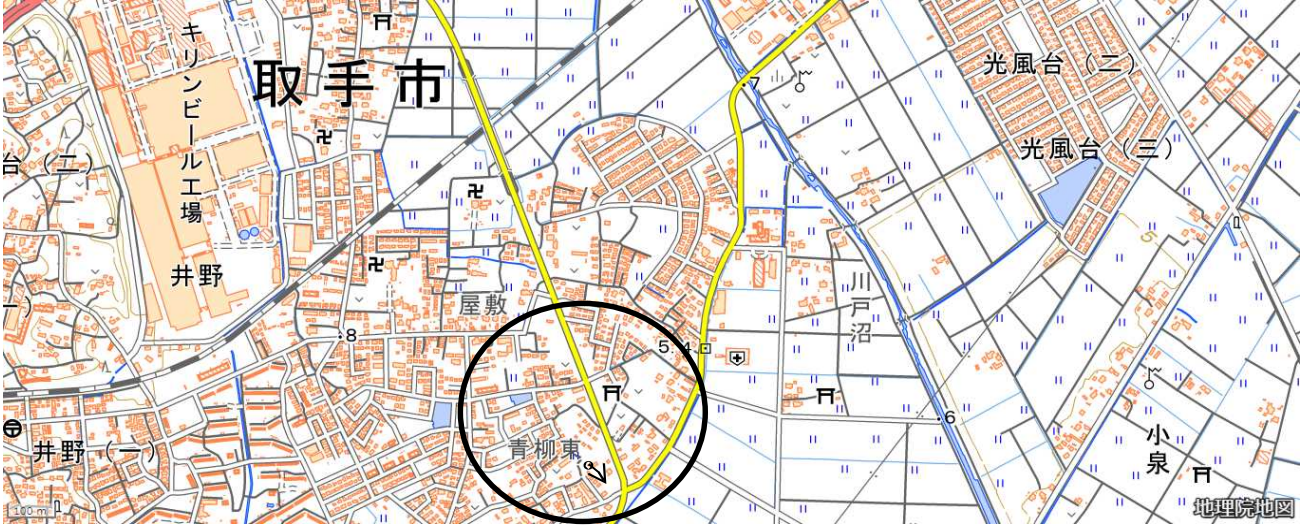 キリンビール工場
取手市
光風台（二）
光風台（三）
台（二）
井野
屋敷
川戸沼
8
5.4
7
6
5
青柳東
井野（一）
小泉
100 m
地理院地図